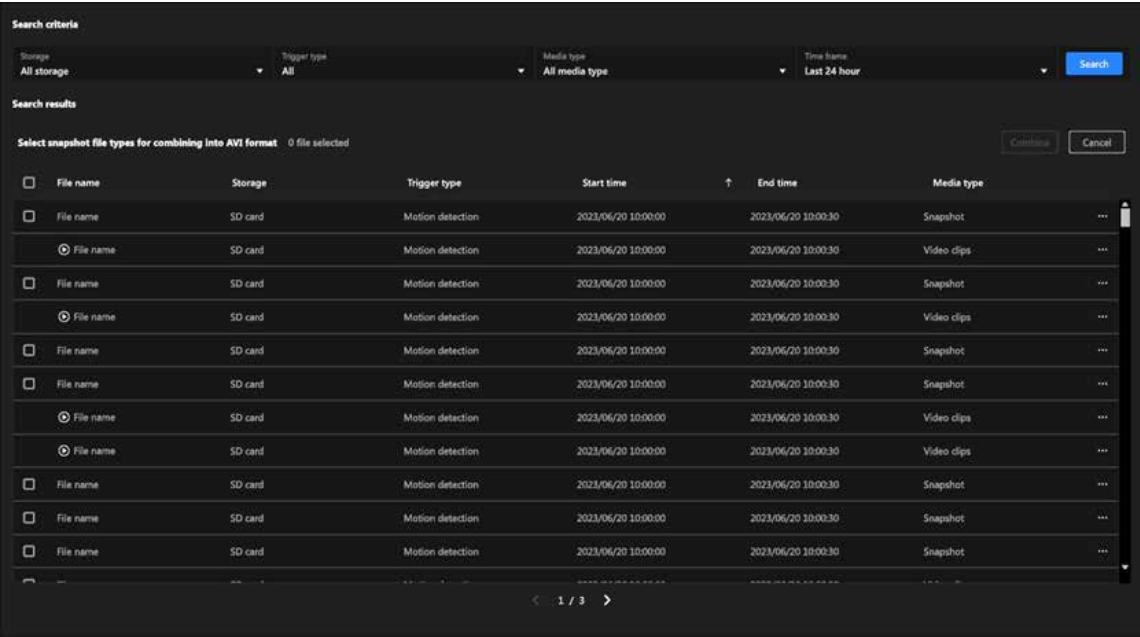 Search criteria
Storage Trigger type Media type Time frame
All storage All All media type Last 24 hour Search
Search results
Select snapshot file types for combining into AVI format 0 file selected Combine Cancel
File name Storage Trigger type Start time End time Media type
File name SD card Motion detection 2023/06/20 10:00:00 2023/06/20 10:00:30 Snapshot
File name SD card Motion detection 2023/06/20 10:00:00 2023/06/20 10:00:30 Video clips
File name SD card Motion detection 2023/06/20 10:00:00 2023/06/20 10:00:30 Snapshot
File name SD card Motion detection 2023/06/20 10:00:00 2023/06/20 10:00:30 Video clips
File name SD card Motion detection 2023/06/20 10:00:00 2023/06/20 10:00:30 Snapshot
File name SD card Motion detection 2023/06/20 10:00:00 2023/06/20 10:00:30 Snapshot
File name SD card Motion detection 2023/06/20 10:00:00 2023/06/20 10:00:30 Video clips
File name SD card Motion detection 2023/06/20 10:00:00 2023/06/20 10:00:30 Video clips
File name SD card Motion detection 2023/06/20 10:00:00 2023/06/20 10:00:30 Snapshot
File name SD card Motion detection 2023/06/20 10:00:00 2023/06/20 10:00:30 Snapshot
File name SD card Motion detection 2023/06/20 10:00:00 2023/06/20 10:00:30 Snapshot
1 / 3